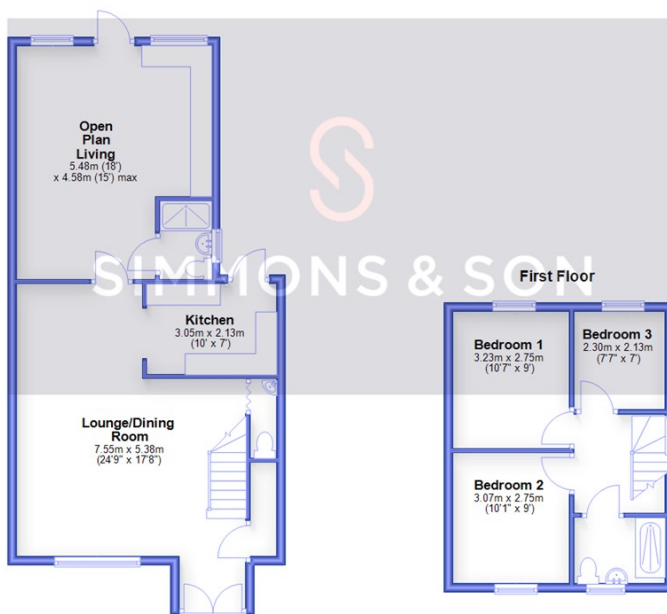 Open
Plan
Living
5.48m (18')
x 4.58m (15') max
SIMMONS & SON
Kitchen
3.05m x 2.13m
(10' x 7')
Lounge/Dining
Room
7.55m x 5.38m
(24'9" x 17'8")
First Floor
Bedroom 1
3.23m x 2.75m
(10'7" x 9')
Bedroom 3
2.30m x 2.13m
(7'7" x 7')
Bedroom 2
3.07m x 2.75m
(10'1" x 9')